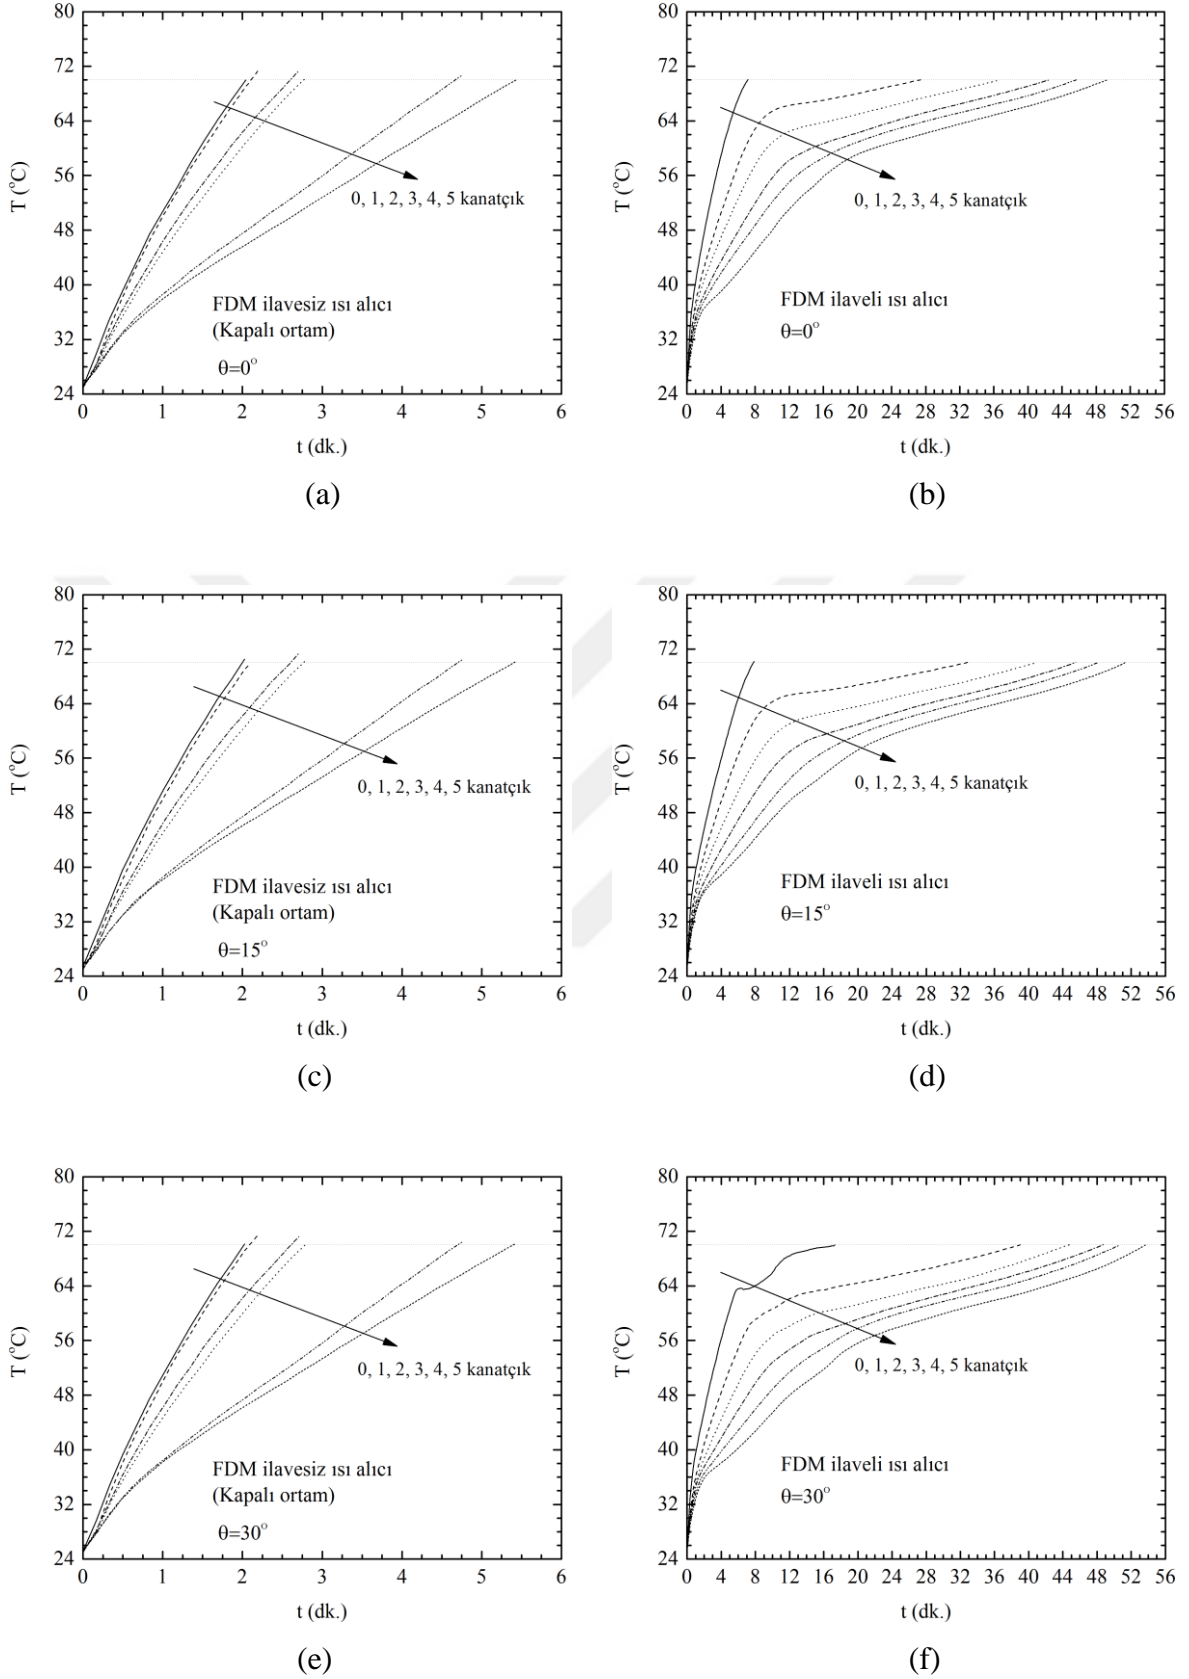 80
72
64
56
48
40
32
24
T (°C)
0, 1, 2, 3, 4, 5 kanatçık
FDM ilavesiz ısı alıcı
(Kapalı ortam)
θ=0°
0 1 2 3 4 5 6
t (dk.)
(a)
80
72
64
56
48
40
32
24
T (°C)
0, 1, 2, 3, 4, 5 kanatçık
FDM ilaveli ısı alıcı
θ=0°
0 4 8 12 16 20 24 28 32 36 40 44 48 52 56
t (dk.)
(b)
80
72
64
56
48
40
32
24
T (°C)
0, 1, 2, 3, 4, 5 kanatçık
FDM ilavesiz ısı alıcı
(Kapalı ortam)
θ=15°
0 1 2 3 4 5 6
t (dk.)
(c)
80
72
64
56
48
40
32
24
T (°C)
0, 1, 2, 3, 4, 5 kanatçık
FDM ilaveli ısı alıcı
θ=15°
0 4 8 12 16 20 24 28 32 36 40 44 48 52 56
t (dk.)
(d)
80
72
64
56
48
40
32
24
T (°C)
0, 1, 2, 3, 4, 5 kanatçık
FDM ilavesiz ısı alıcı
(Kapalı ortam)
θ=30°
0 1 2 3 4 5 6
t (dk.)
(e)
80
72
64
56
48
40
32
24
T (°C)
0, 1, 2, 3, 4, 5 kanatçık
FDM ilaveli ısı alıcı
θ=30°
0 4 8 12 16 20 24 28 32 36 40 44 48 52 56
t (dk.)
(f)